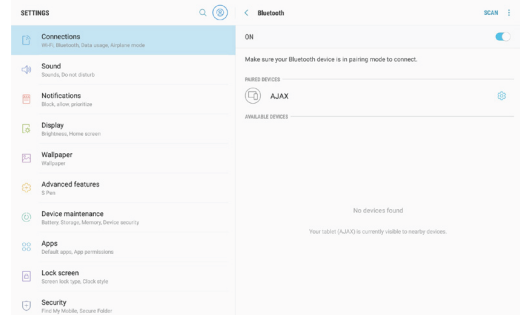 SETTINGS
Connections
Wi-Fi, Bluetooth, Data usage, Airplane mode
Sound
Sounds, Do not disturb
Notifications
Block, allow, prioritize
Display
Brightness, Home screen
Wallpaper
Wallpaper
Advanced features
S Pen
Device maintenance
Battery, Storage, Memory, Device security
Apps
Default apps, App permissions
Lock screen
Screen lock type, Clock style
Security
Find My Mobile, Secure Folder
Bluetooth
SCAN
ON
Make sure your Bluetooth device is in pairing mode to connect.
PAIRED DEVICES
AJAX
AVAILABLE DEVICES
No devices found
Your tablet (AJAX) is currently visible to nearby devices.